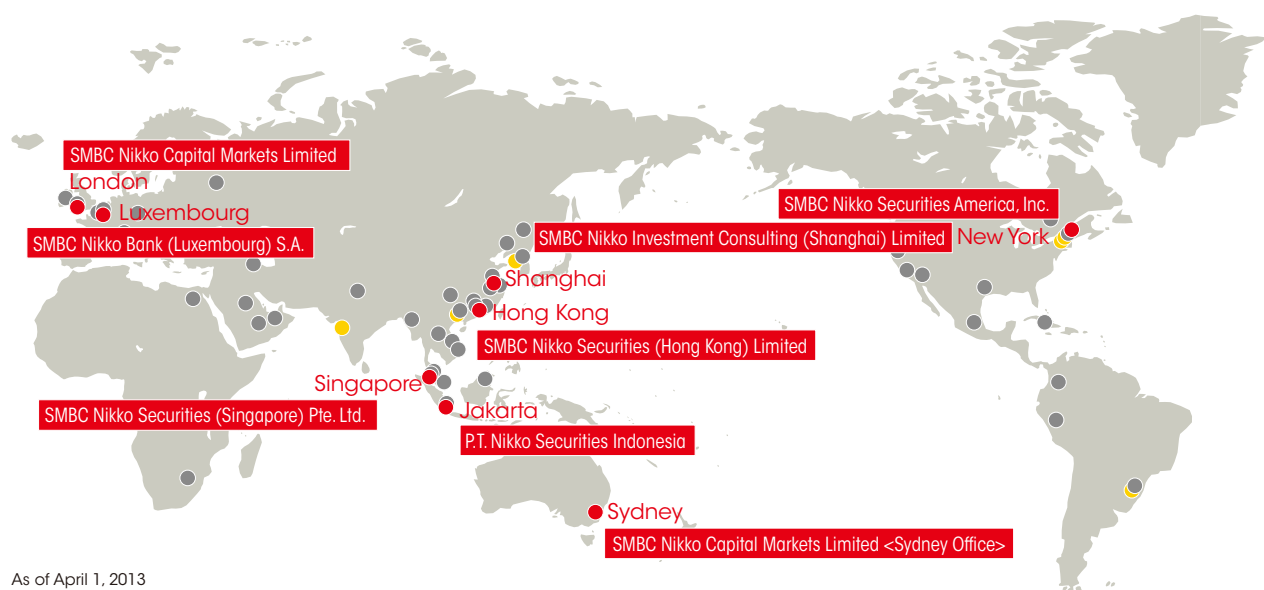 SMBC Nikko Capital Markets Limited
London
Luxembourg
SMBC Nikko Bank (Luxembourg) S.A.
SMBC Nikko Securities America, Inc.
New York
SMBC Nikko Investment Consulting (Shanghai) Limited
Shanghai
Hong Kong
SMBC Nikko Securities (Hong Kong) Limited
Singapore
SMBC Nikko Securities (Singapore) Pte. Ltd.
Jakarta
P.T. Nikko Securities Indonesia
Sydney
SMBC Nikko Capital Markets Limited <Sydney Office>
As of April 1, 2013